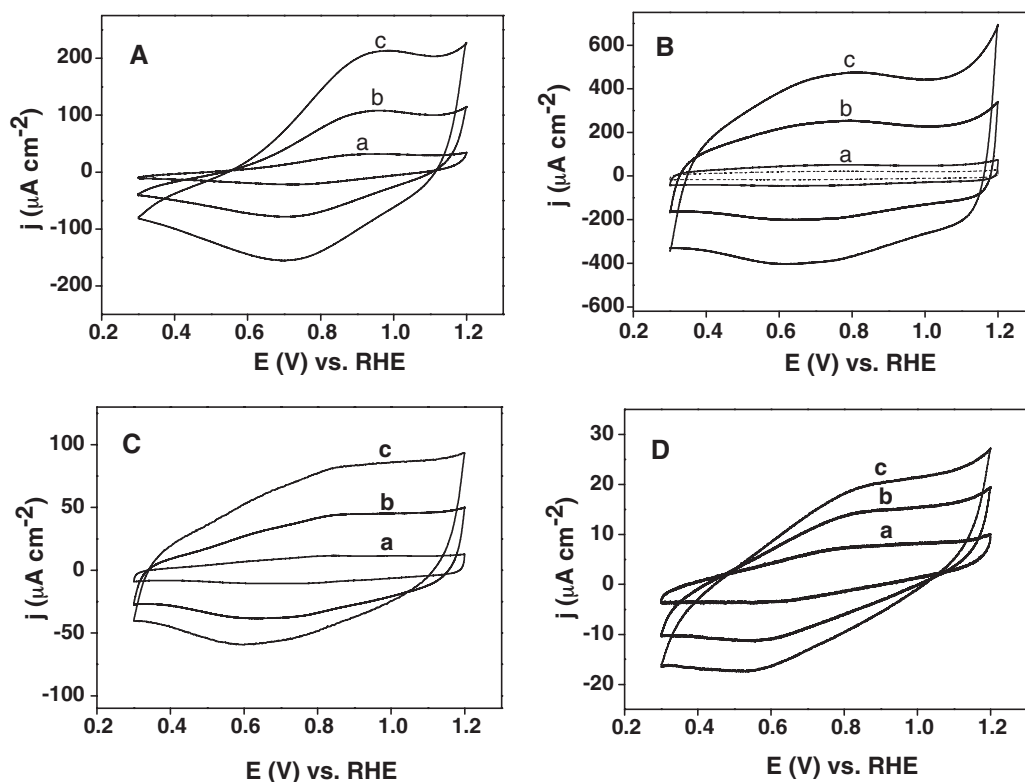 A
c
b
a
200
100
0
-100
-200
j (μA cm-2)
0.2 0.4 0.6 0.8 1.0 1.2
E (V) vs. RHE
B
c
b
a
600
400
200
0
-200
-400
-600
j (μA cm-2)
0.2 0.4 0.6 0.8 1.0 1.2
E (V) vs. RHE
C
c
b
a
100
50
0
-50
-100
j (μA cm-2)
0.2 0.4 0.6 0.8 1.0 1.2
E (V) vs. RHE
D
c
b
a
30
20
10
0
-10
-20
j (μA cm-2)
0.2 0.4 0.6 0.8 1.0 1.2
E (V) vs. RHE